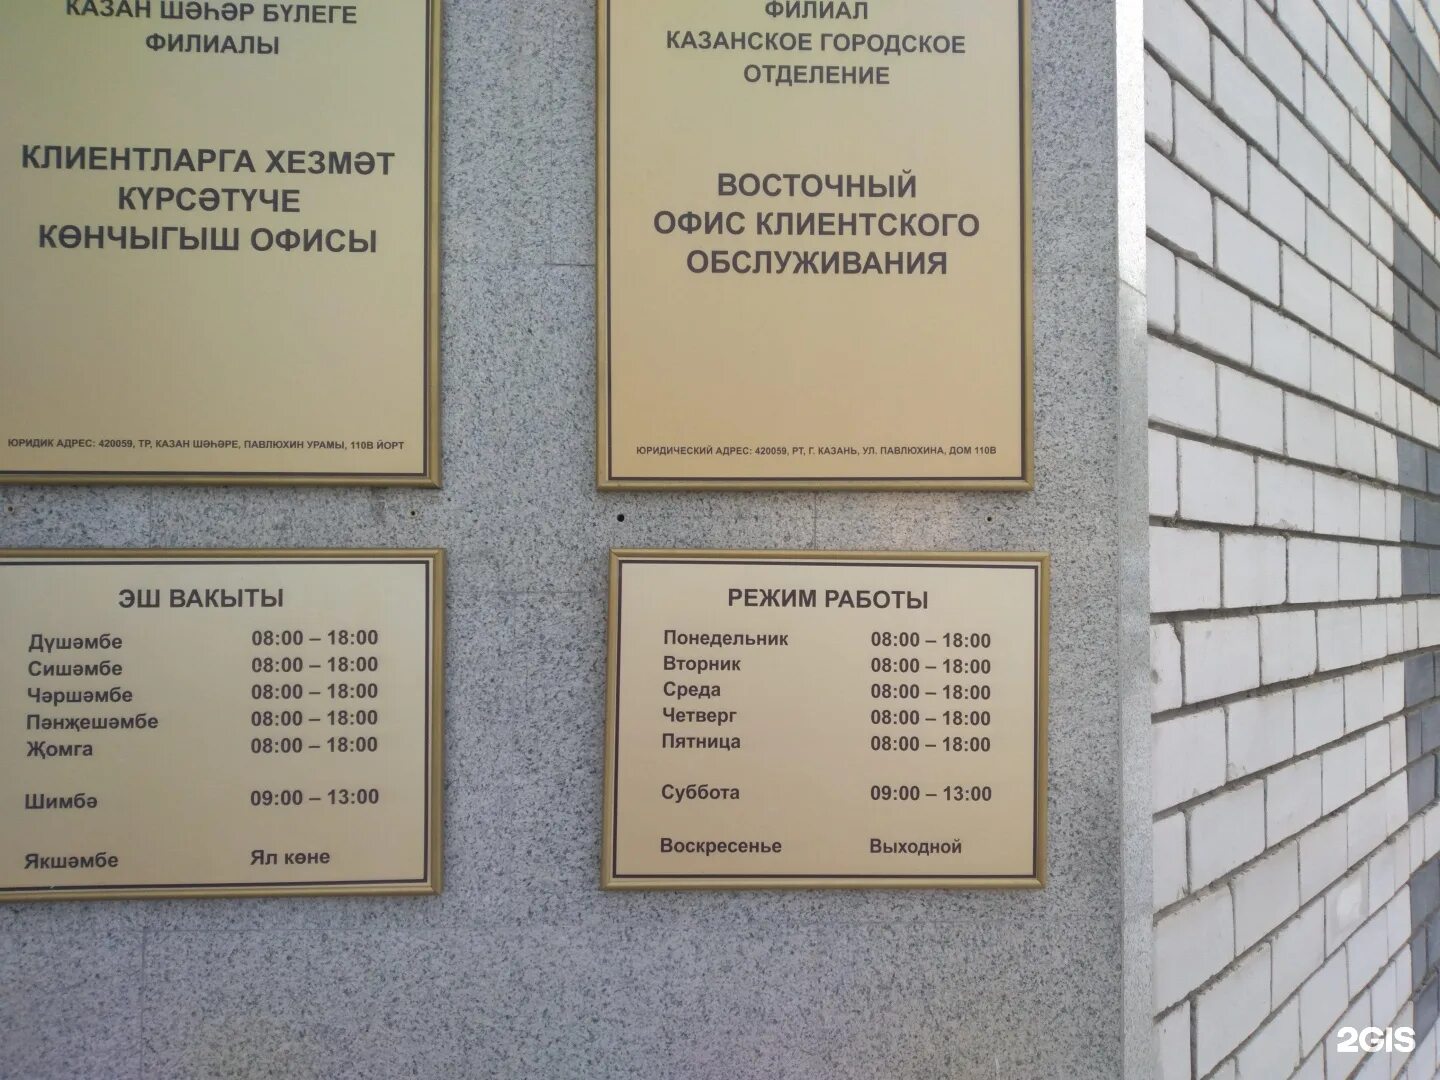 КАЗАН ШӘҺӘР БҮЛЕГЕ
ФИЛИАЛЫ
КЛИЕНТЛАРГА ХЕЗМӘТ
КҮРСӘТҮЧЕ
КӨНЧЫГЫШ ОФИСЫ
ЮРИДИК АДРЕС: 420059, ТР, КАЗАН ШӘҺӘРЕ, ПАВЛЮХИН УРАМЫ, 110В ЙОРТ
ФИЛИАЛ
КАЗАНСКОЕ ГОРОДСКОЕ
ОТДЕЛЕНИЕ
ВОСТОЧНЫЙ
ОФИС КЛИЕНТСКОГО
ОБСЛУЖИВАНИЯ
ЮРИДИЧЕСКИЙ АДРЕС: 420059, РТ, Г. КАЗАНЬ, УЛ. ПАВЛЮХИНА, ДОМ 110В
ЭШ ВАКЫТЫ
Дүшәмбе 08:00 – 18:00
Сишәмбе 08:00 – 18:00
Чәршәмбе 08:00 – 18:00
Пәнҗешәмбе 08:00 – 18:00
Җомга 08:00 – 18:00
Шимбә 09:00 – 13:00
Якшәмбе Ял көне
РЕЖИМ РАБОТЫ
Понедельник 08:00 – 18:00
Вторник 08:00 – 18:00
Среда 08:00 – 18:00
Четверг 08:00 – 18:00
Пятница 08:00 – 18:00
Суббота 09:00 – 13:00
Воскресенье Выходной
2GIS